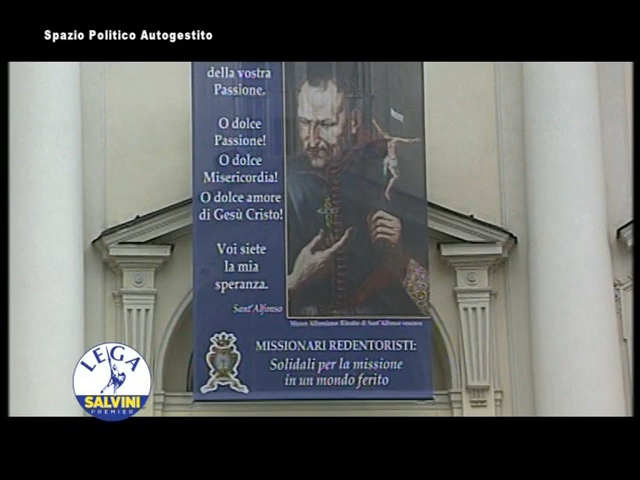 Spazio Politico Autogestito
della vostra
Passione.
O dolce
Passione!
O dolce
Misericordia!
O dolce amore
di Gesù Cristo!
Voi siete
la mia
speranza.
Sant'Alfonso
MISSIONARI REDENTORISTI:
Solidali per la missione
in un mondo ferito
LEGA
SALVINI
PREMIER